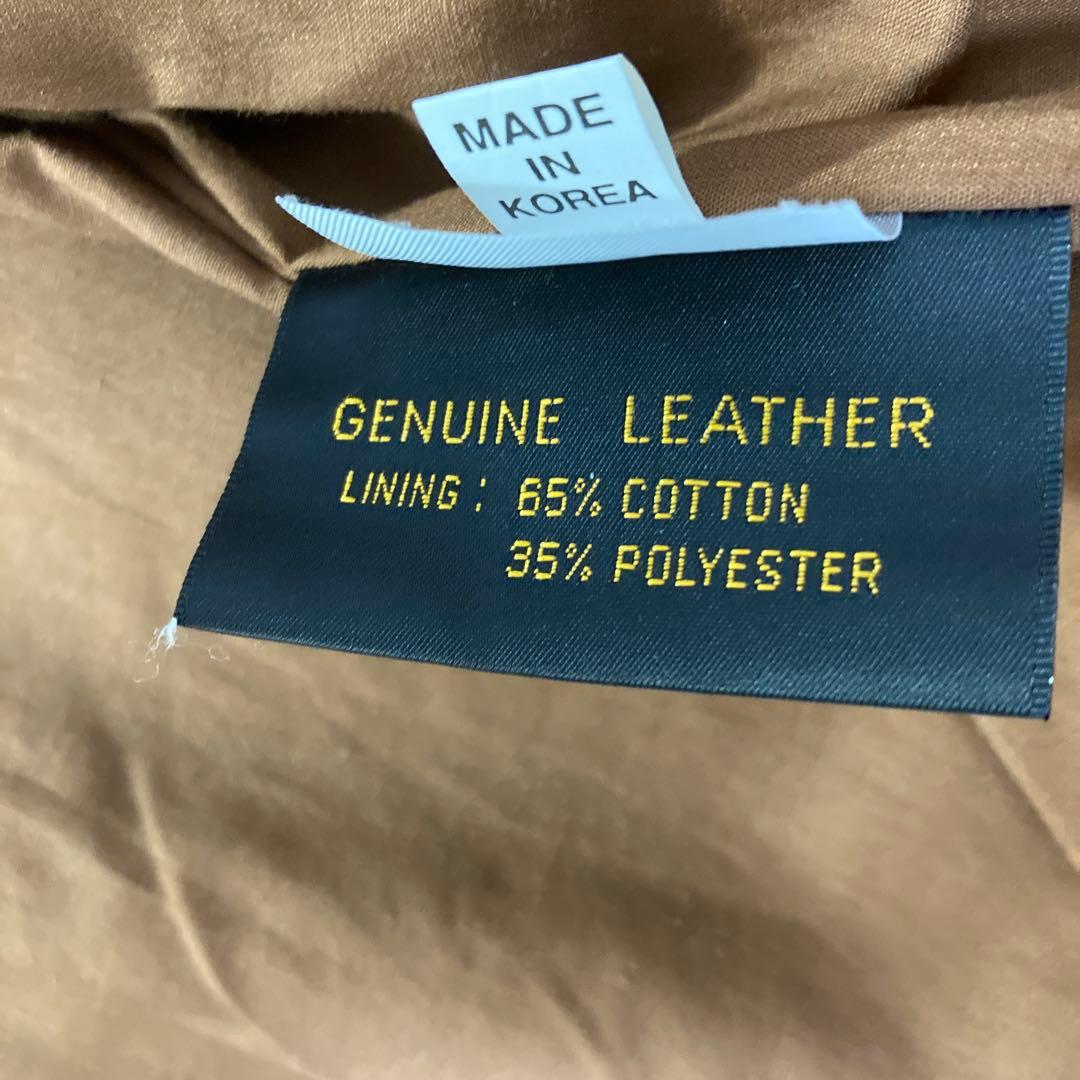 MADE
IN
KOREA
GENUINE LEATHER
LINING: 65% COTTON
35% POLYESTER